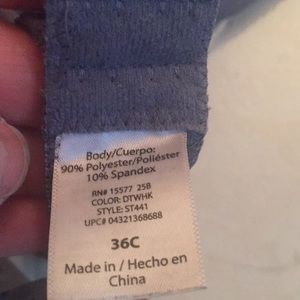 Body/Cuerpo:
90% Polyester/Poliéster
10% Spandex
RN# 15577 25B
COLOR: DTWHK
STYLE: ST441
UPC# 04321368688
36C
Made in / Hecho en
China